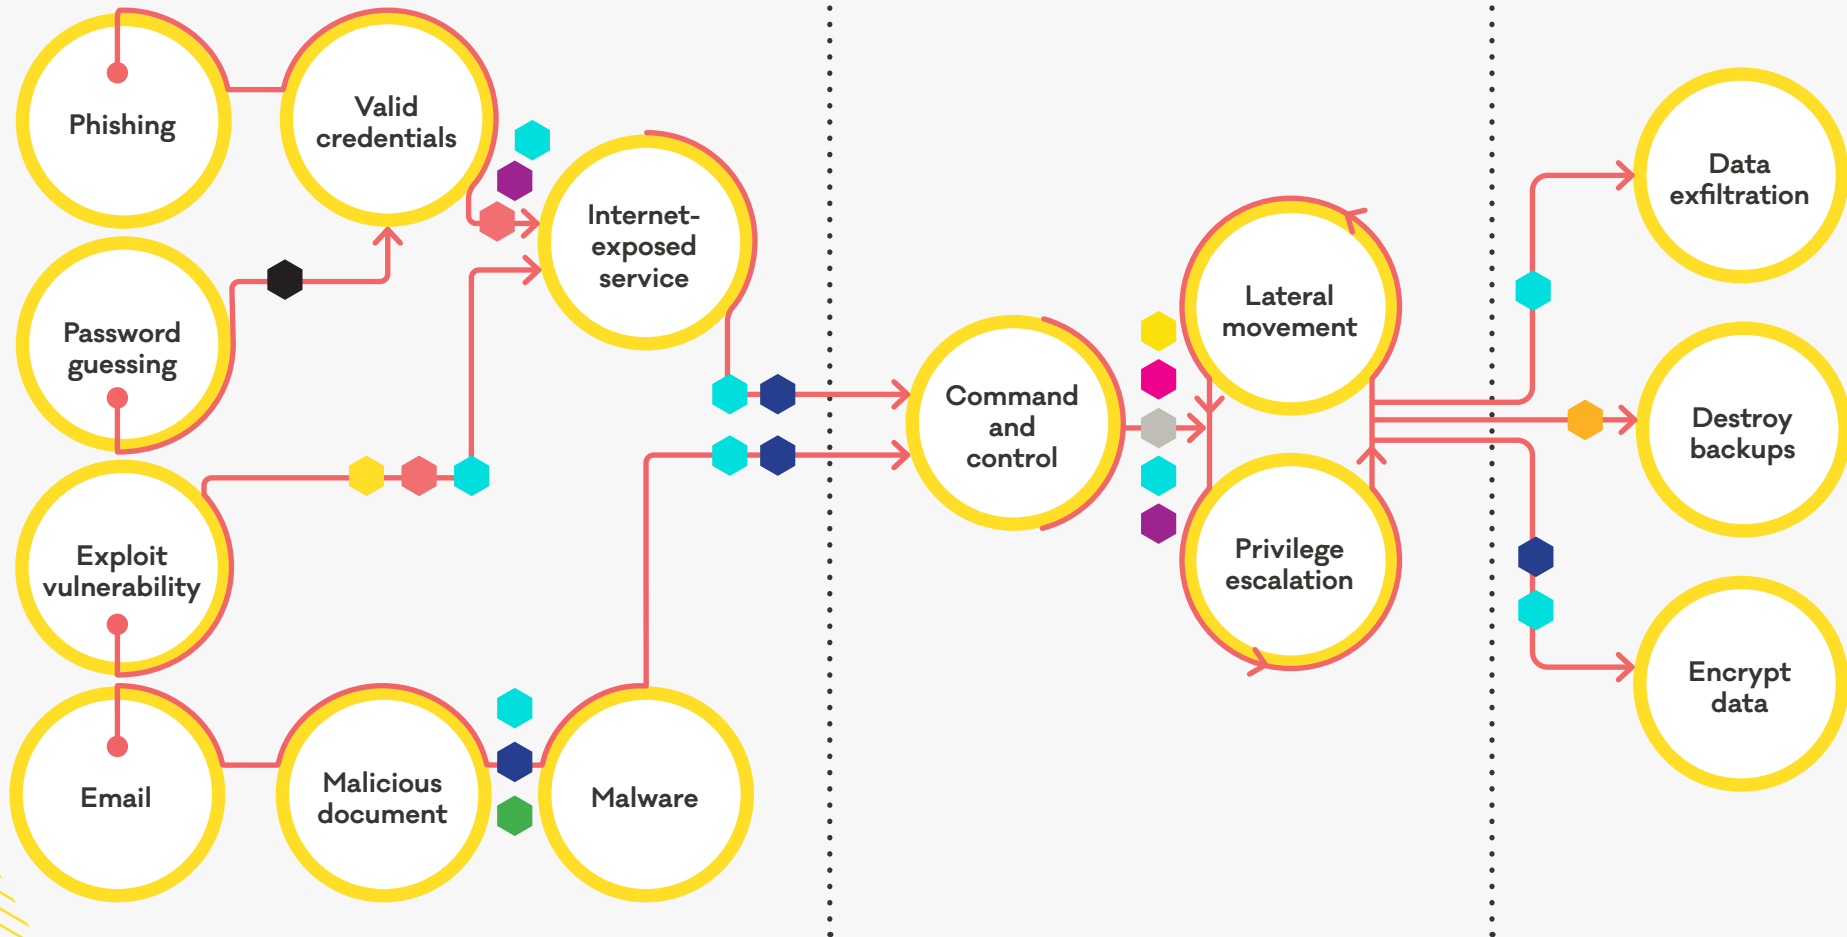 Phishing
Valid
credentials
Internet-
exposed
service
Password
guessing
Exploit
vulnerability
Email
Malicious
document
Malware
Command
and
control
Lateral
movement
Privilege
escalation
Data
exfiltration
Destroy
backups
Encrypt
data